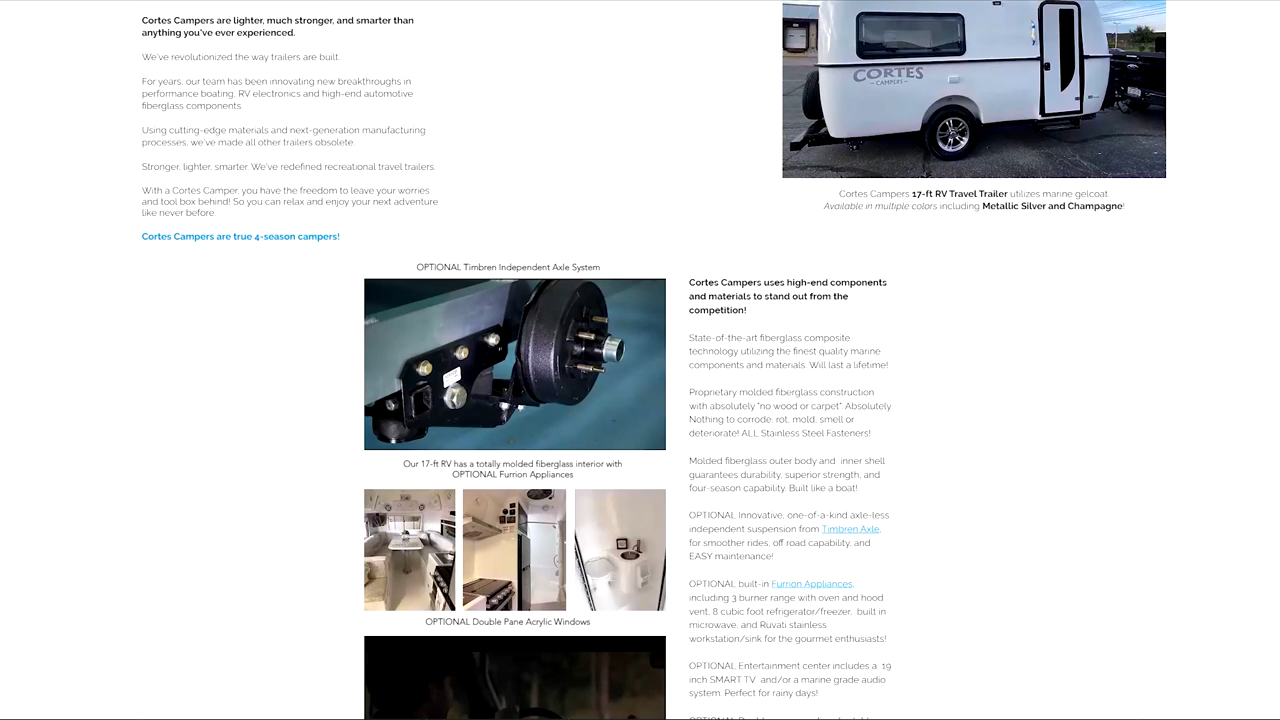 Cortes Campers are lighter, much stronger, and smarter than
anything you've ever experienced.
We've revolutionized the way trailers are built.
For years, our team has been innovating new breakthroughs in
performance boating, RV electronics and high-end automotive
fiberglass components.
Using cutting-edge materials and next-generation manufacturing
processes, we've made all other trailers obsolete.
Stronger, lighter, smarter. We've redefined recreational travel trailers.
With a Cortes Camper, you have the freedom to leave your worries
and tool box behind! So you can relax and enjoy your next adventure
like never before.
Cortes Campers are true 4-season campers!
CORTES
CAMPERS
Cortes Campers 17-ft RV Travel Trailer utilizes marine gelcoat.
Available in multiple colors including Metallic Silver and Champagne!
OPTIONAL Timbren Independent Axle System
Our 17-ft RV has a totally molded fiberglass interior with
OPTIONAL Furrion Appliances
OPTIONAL Double Pane Acrylic Windows
Cortes Campers uses high-end components
and materials to stand out from the
competition!
State-of-the-art fiberglass composite
technology utilizing the finest quality marine
components and materials. Will last a lifetime!
Proprietary molded fiberglass construction
with absolutely "no wood or carpet". Absolutely
Nothing to corrode, rot, mold, smell or
deteriorate! ALL Stainless Steel Fasteners!
Molded fiberglass outer body and inner shell
guarantees durability, superior strength, and
four-season capability. Built like a boat!
OPTIONAL Innovative, one-of-a-kind axle-less
independent suspension from Timbren Axle,
for smoother rides, off road capability, and
EASY maintenance!
OPTIONAL built-in Furrion Appliances,
including 3 burner range with oven and hood
vent, 8 cubic foot refrigerator/freezer, built in
microwave, and Ruvati stainless
workstation/sink for the gourmet enthusiasts!
OPTIONAL Entertainment center includes a 19
inch SMART TV and/or a marine grade audio
system. Perfect for rainy days!